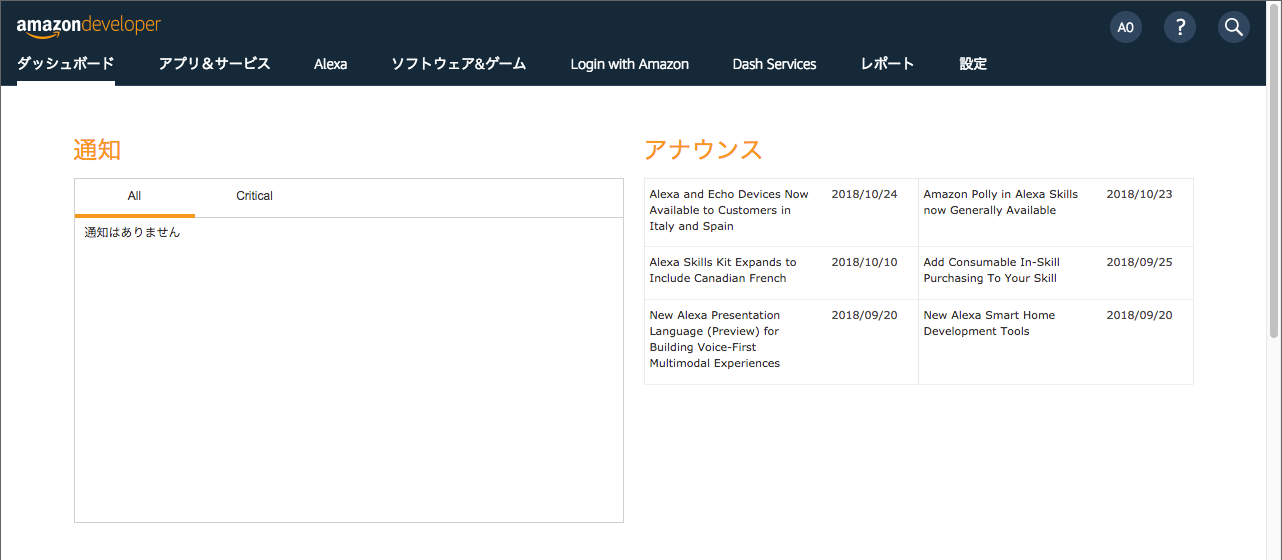 amazondeveloper
A0 ?
ダッシュボード アプリ＆サービス Alexa ソフトウェア&ゲーム Login with Amazon Dash Services レポート 設定
通知
All Critical
通知はありません
アナウンス
Alexa and Echo Devices Now 2018/10/24
Available to Customers in
Italy and Spain
Amazon Polly in Alexa Skills 2018/10/23
now Generally Available
Alexa Skills Kit Expands to 2018/10/10
Include Canadian French
Add Consumable In-Skill 2018/09/25
Purchasing To Your Skill
New Alexa Presentation 2018/09/20
Language (Preview) for
Building Voice-First
Multimodal Experiences
New Alexa Smart Home 2018/09/20
Development Tools